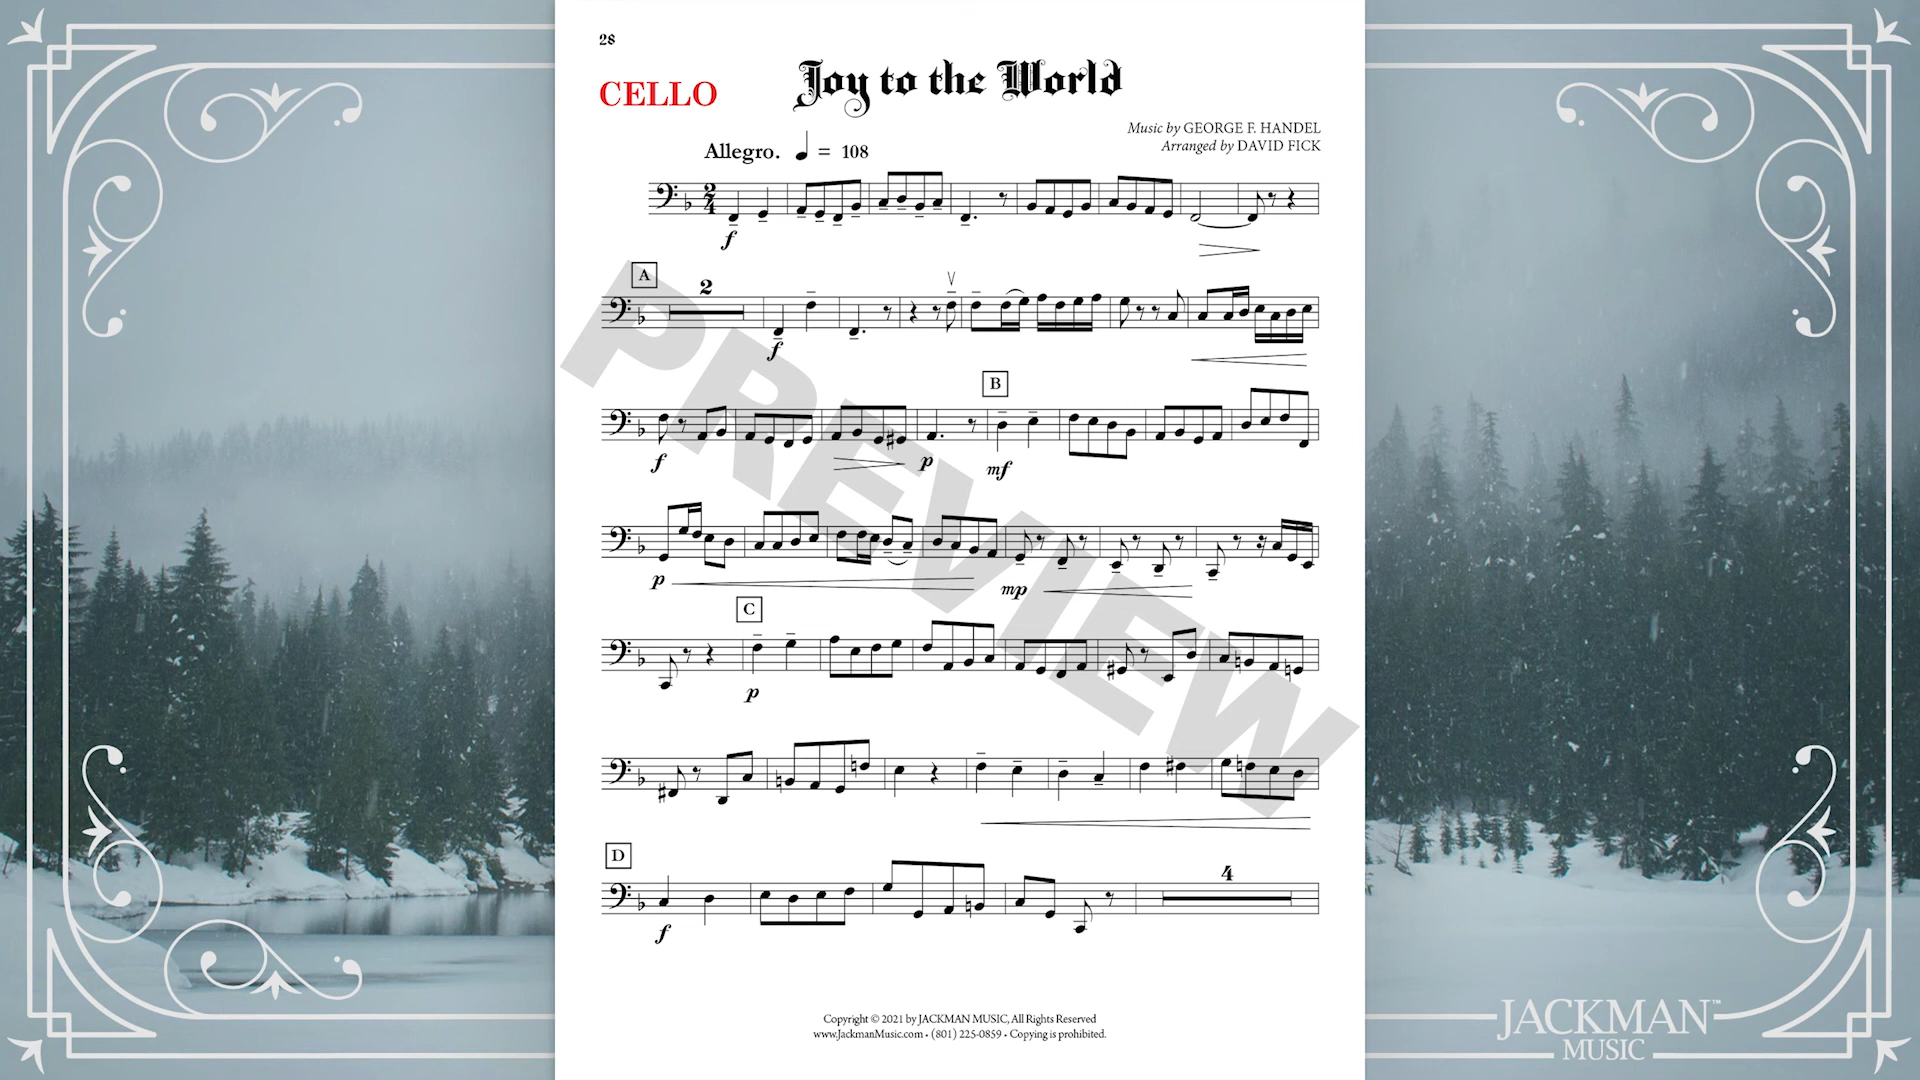 28
Joy to the World
CELLO
Music by GEORGE F. HANDEL
Arranged by DAVID FICK
Allegro. = 108
2
4
f
A
2
f
B
f
p
mf
p
mp
C
p
D
4
f
PREVIEW
Copyright © 2021 by JACKMAN MUSIC, All Rights Reserved
www.JackmanMusic.com • (801) 225-0859 • Copying is prohibited.
JACKMAN™
MUSIC